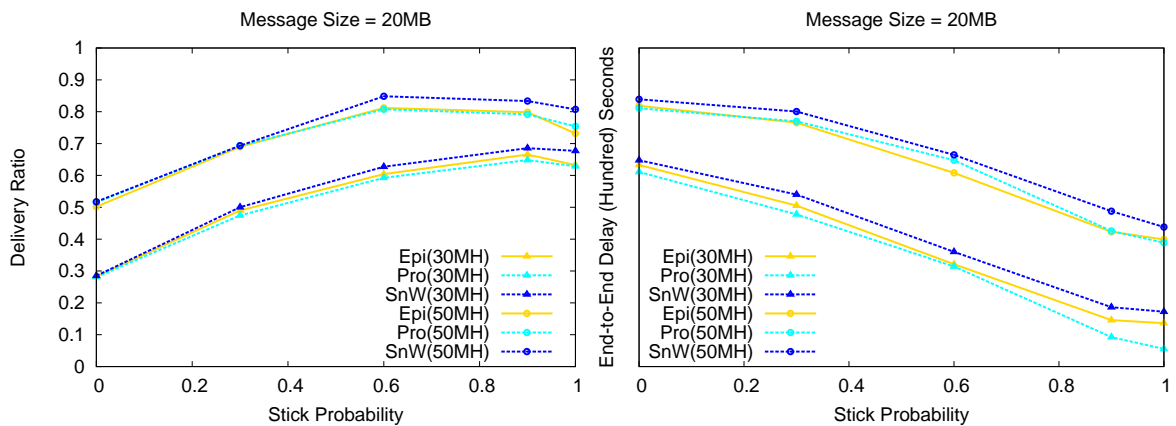 Message Size = 20MB
Delivery Ratio
1
0.9
0.8
0.7
0.6
0.5
0.4
0.3
0.2
0.1
0
Epi(30MH)
Pro(30MH)
SnW(30MH)
Epi(50MH)
Pro(50MH)
SnW(50MH)
0 0.2 0.4 0.6 0.8 1
Stick Probability
Message Size = 20MB
End-to-End Delay (Hundred) Seconds
Epi(30MH)
Pro(30MH)
SnW(30MH)
Epi(50MH)
Pro(50MH)
SnW(50MH)
0 0.2 0.4 0.6 0.8 1
Stick Probability